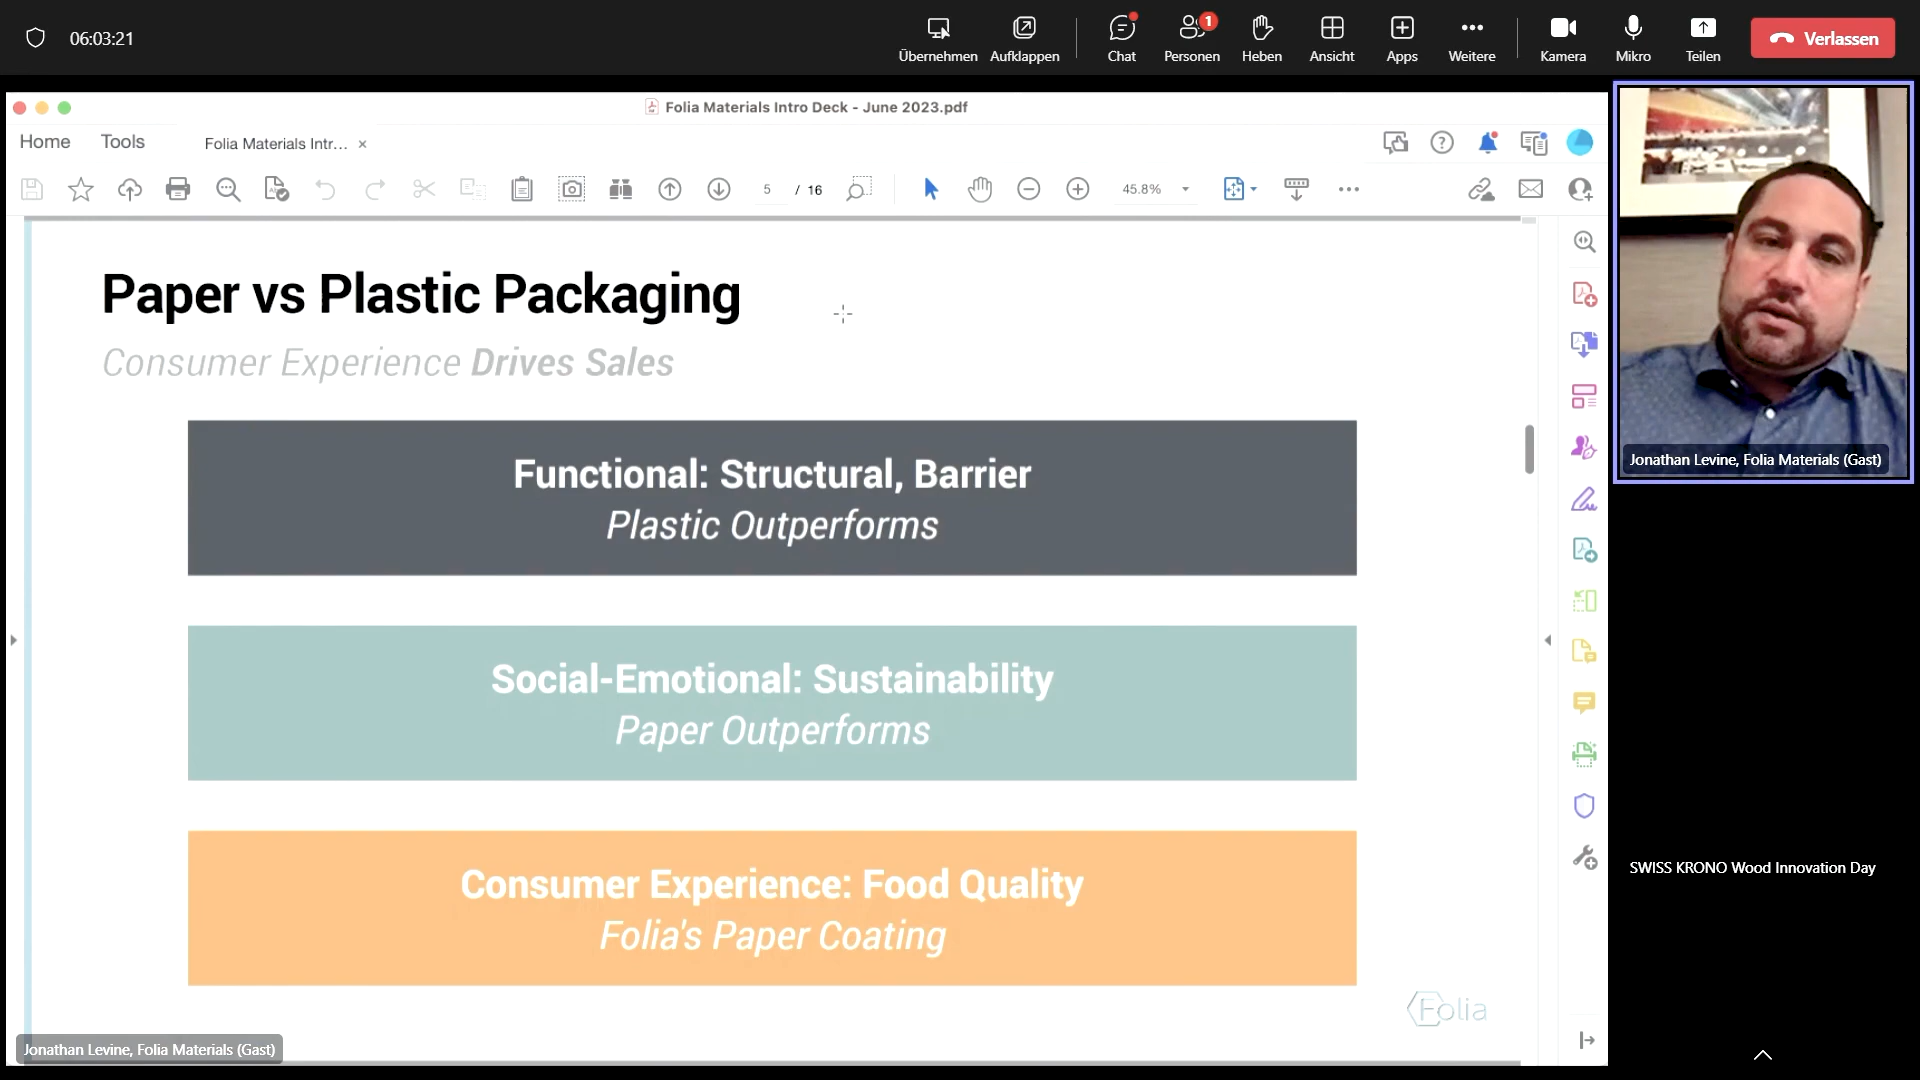 06:03:21
Übernehmen
Aufklappen
Chat
1
Personen
Heben
Ansicht
Apps
Weitere
Kamera
Mikro
Teilen
Verlassen
Folia Materials Intro Deck - June 2023.pdf
Home
Tools
Folia Materials Intr...
5 / 16
45.8%
Paper vs Plastic Packaging
Consumer Experience Drives Sales
Functional: Structural, Barrier
Plastic Outperforms
Social-Emotional: Sustainability
Paper Outperforms
Consumer Experience: Food Quality
Folia's Paper Coating
Folia
Jonathan Levine, Folia Materials (Gast)
Jonathan Levine, Folia Materials (Gast)
SWISS KRONO Wood Innovation Day